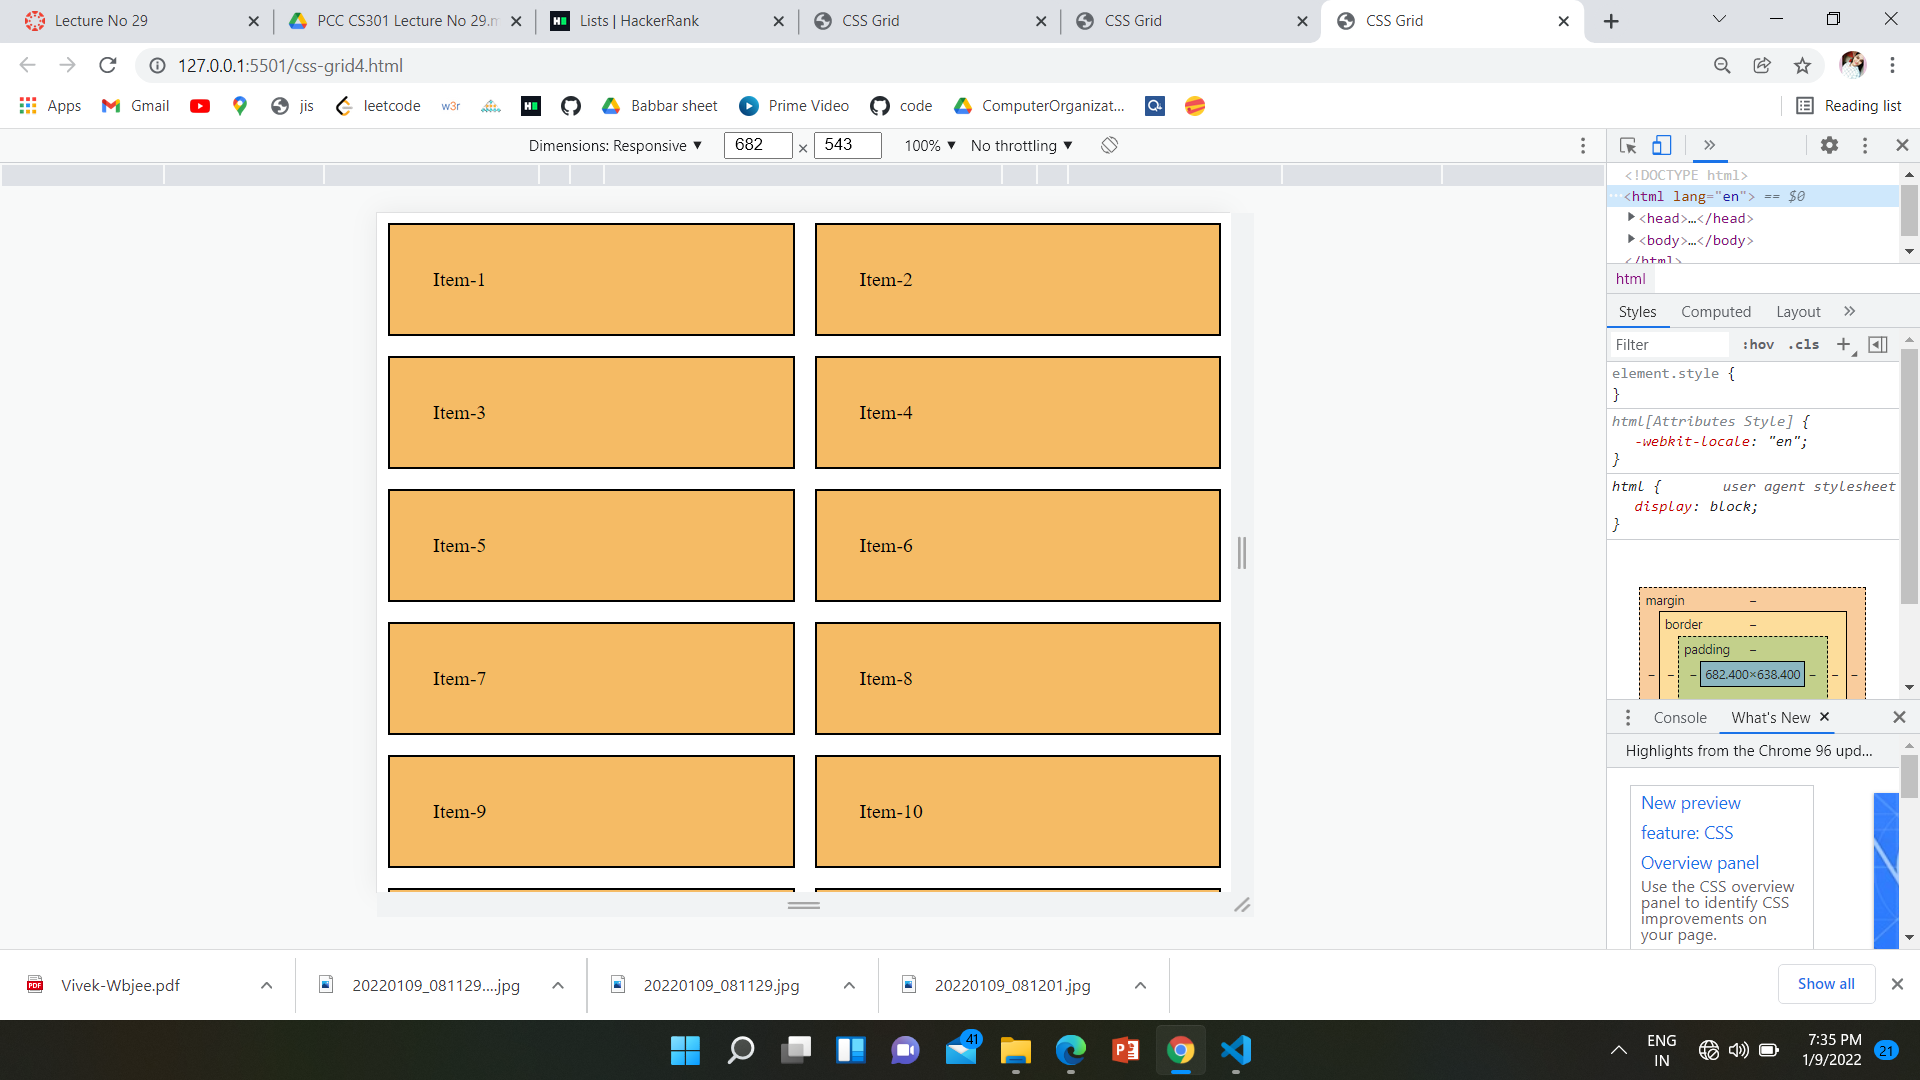 Lecture No 29
PCC CS301 Lecture No 29.m
Lists | HackerRank
CSS Grid
CSS Grid
CSS Grid
127.0.0.1:5501/css-grid4.html
Apps
Gmail
jis
leetcode
w3r
Babbar sheet
Prime Video
code
ComputerOrganizat...
Reading list
Dimensions: Responsive
682 × 543
100%
No throttling
Item-1
Item-2
Item-3
Item-4
Item-5
Item-6
Item-7
Item-8
Item-9
Item-10
<!DOCTYPE html>
···<html lang="en"> == $0
<head>…</head>
<body>…</body>
</html>
html
Styles
Computed
Layout
Filter
:hov
.cls
element.style {
}
html[Attributes Style] {
-webkit-locale: "en";
}
html {
user agent stylesheet
display: block;
}
margin –
border –
padding –
– – – 682.400×638.400 – – –
Console
What's New
Highlights from the Chrome 96 upd...
New preview
feature: CSS
Overview panel
Use the CSS overview
panel to identify CSS
improvements on
your page.
Vivek-Wbjee.pdf
20220109_081129....jpg
20220109_081129.jpg
20220109_081201.jpg
Show all
41
ENG
IN
7:35 PM
1/9/2022
21